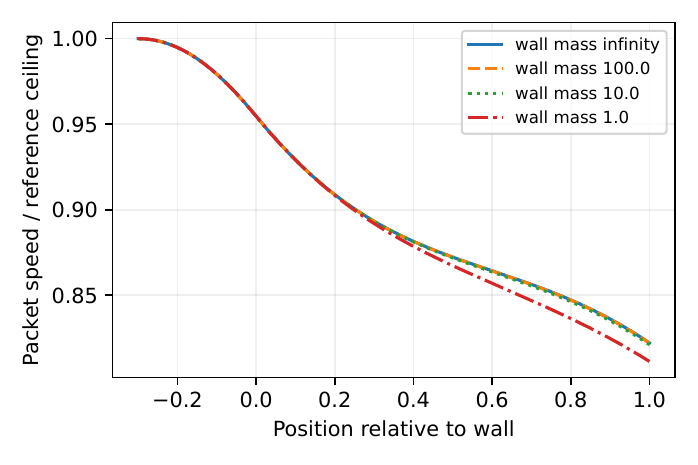 Packet speed / reference ceiling
1.00
0.95
0.90
0.85
wall mass infinity
wall mass 100.0
wall mass 10.0
wall mass 1.0
−0.2 0.0 0.2 0.4 0.6 0.8 1.0
Position relative to wall